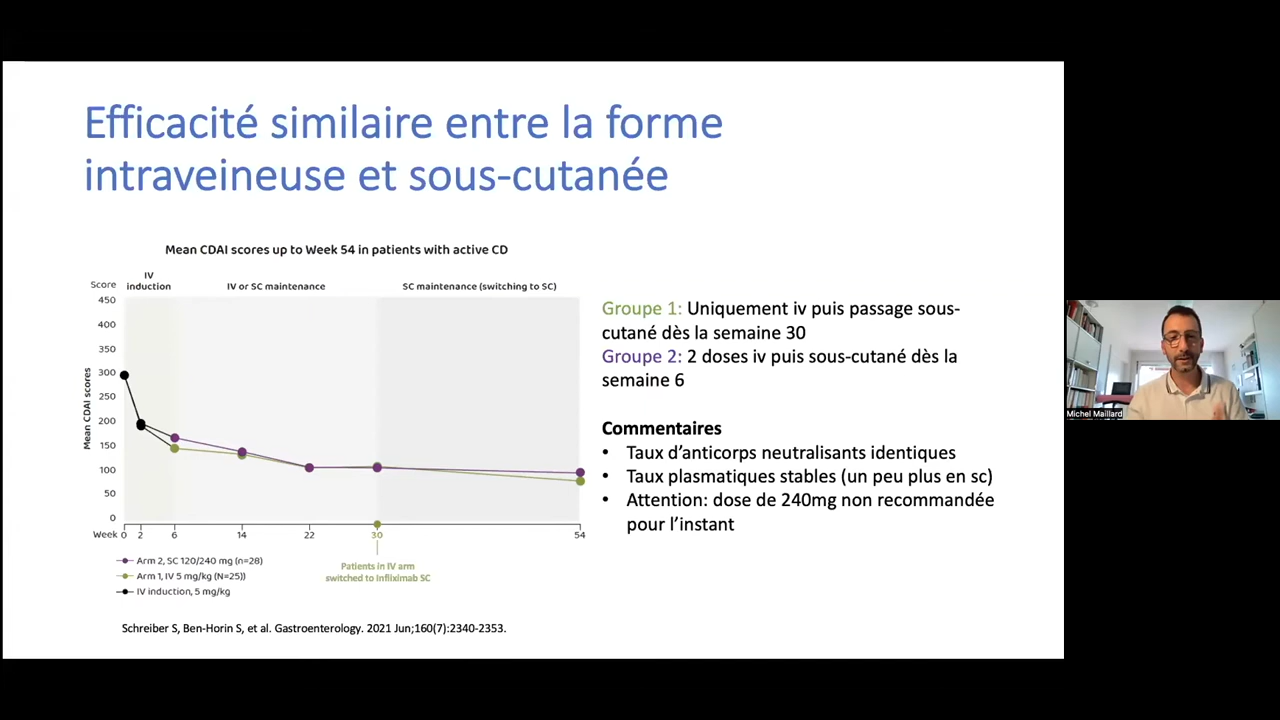 Efficacité similaire entre la forme
intraveineuse et sous-cutanée
Mean CDAI scores up to Week 54 in patients with active CD
Score
IV
induction
IV or SC maintenance
SC maintenance (switching to SC)
450
400
350
300
250
200
150
100
50
0
Mean CDAI scores
Week 0 2 6 14 22 30 54
Patients in IV arm
switched to Infliximab SC
Arm 2, SC 120/240 mg (n=28)
Arm 1, IV 5 mg/kg (N=25))
IV induction, 5 mg/kg
Schreiber S, Ben-Horin S, et al. Gastroenterology. 2021 Jun;160(7):2340-2353.
Groupe 1: Uniquement iv puis passage sous-
cutané dès la semaine 30
Groupe 2: 2 doses iv puis sous-cutané dès la
semaine 6
Commentaires
• Taux d’anticorps neutralisants identiques
• Taux plasmatiques stables (un peu plus en sc)
• Attention: dose de 240mg non recommandée
pour l’instant
Michel Maillard